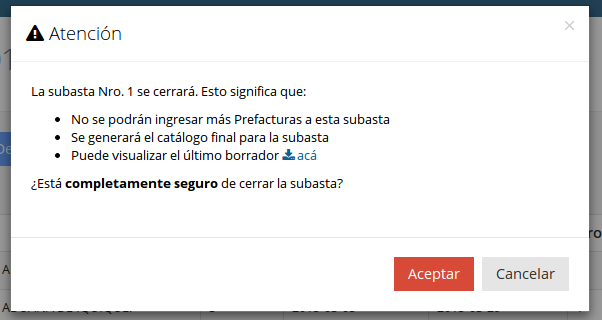 Atención
×
La subasta Nro. 1 se cerrará. Esto significa que:
• No se podrán ingresar más Prefacturas a esta subasta
• Se generará el catálogo final para la subasta
• Puede visualizar el último borrador acá
¿Está completamente seguro de cerrar la subasta?
Aceptar
Cancelar